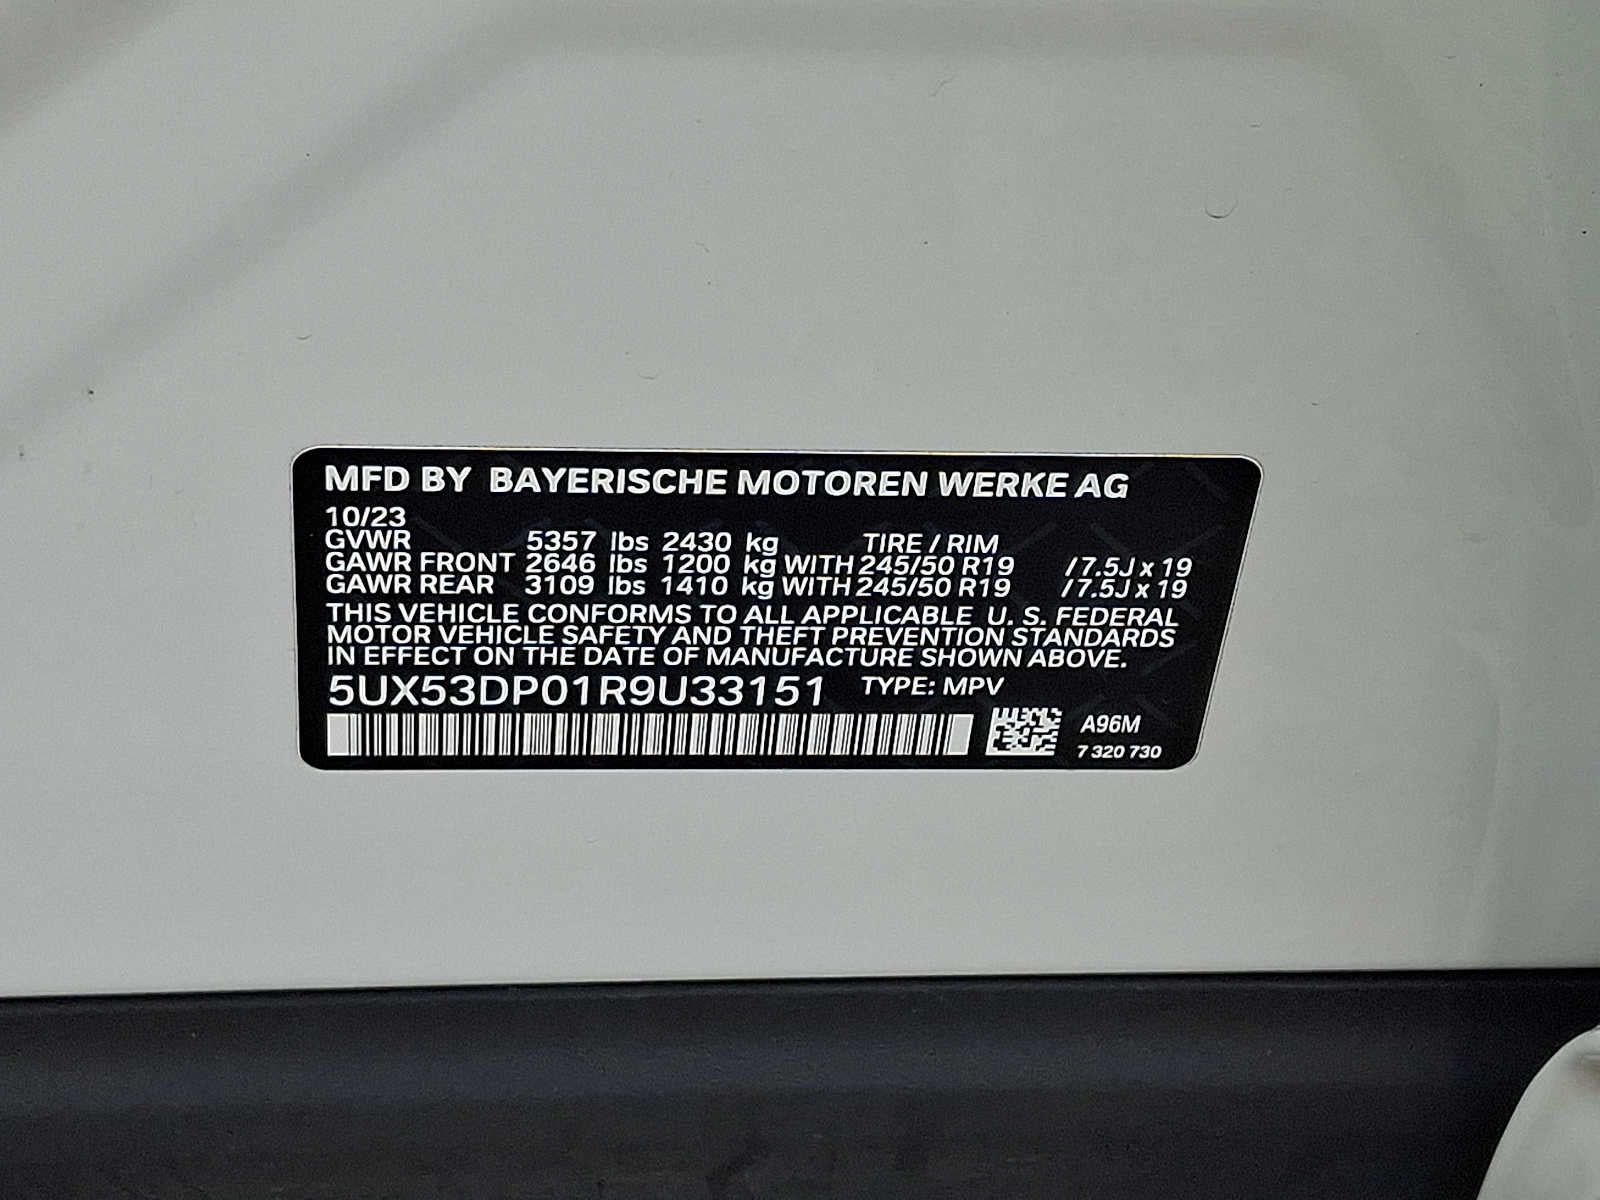 MFD BY BAYERISCHE MOTOREN WERKE AG
10/23
GVWR 5357 lbs 2430 kg TIRE / RIM
GAWR FRONT 2646 lbs 1200 kg WITH 245/50 R19 / 7.5J x 19
GAWR REAR 3109 lbs 1410 kg WITH 245/50 R19 / 7.5J x 19
THIS VEHICLE CONFORMS TO ALL APPLICABLE U. S. FEDERAL
MOTOR VEHICLE SAFETY AND THEFT PREVENTION STANDARDS
IN EFFECT ON THE DATE OF MANUFACTURE SHOWN ABOVE.
5UX53DP01R9U33151 TYPE: MPV
A96M
7 320 730